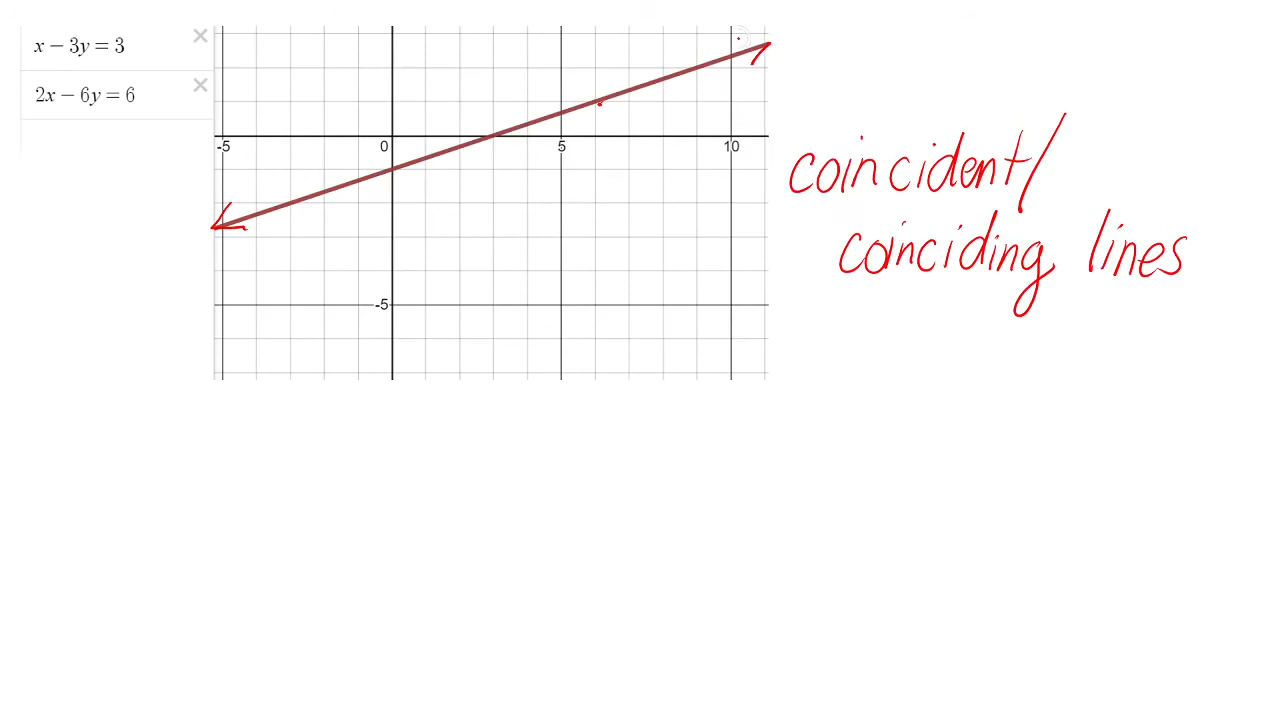 x − 3y = 3
2x − 6y = 6
-5 0 5 10
-5
coincident/
coinciding lines